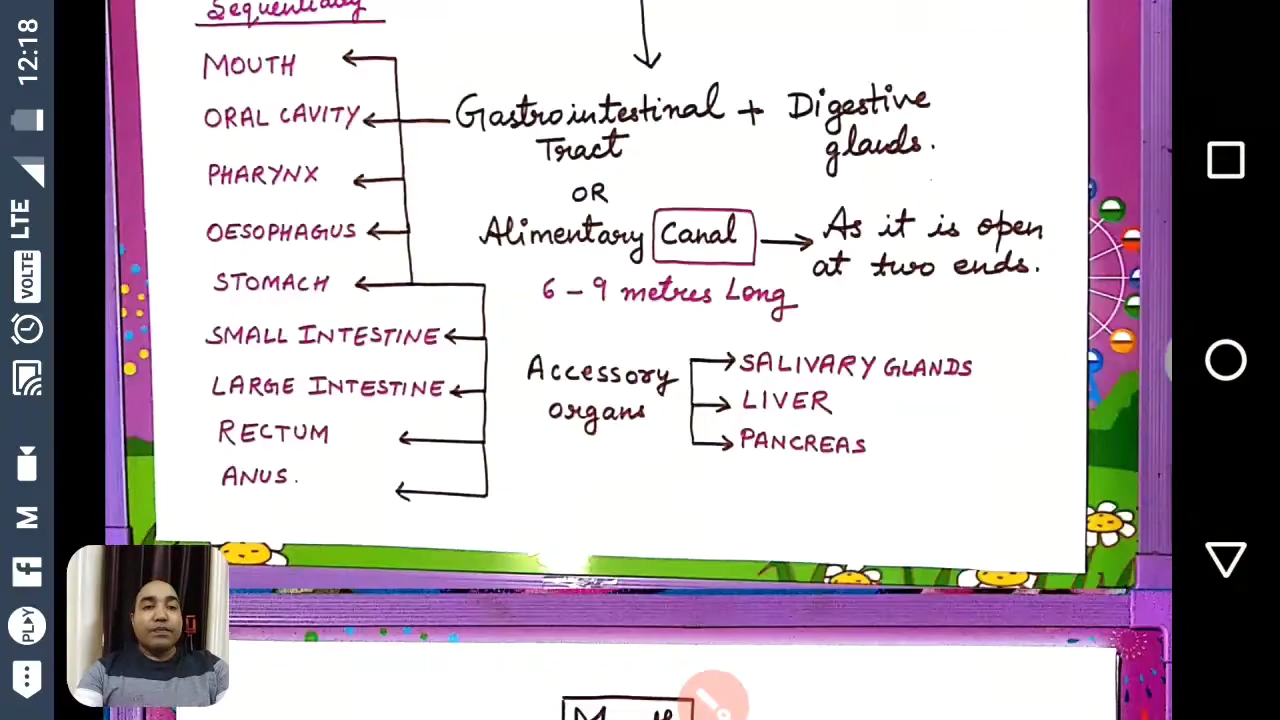 Sequentially
MOUTH
ORAL CAVITY
PHARYNX
OESOPHAGUS
STOMACH
SMALL INTESTINE
LARGE INTESTINE
RECTUM
ANUS.
Gastrointestinal + Digestive
Tract glands.
OR
Alimentary Canal → As it is open
at two ends.
6 - 9 metres Long
Accessory
organs
SALIVARY GLANDS
LIVER
PANCREAS
12:18
LTE
VOLTE
M
f
PLAY